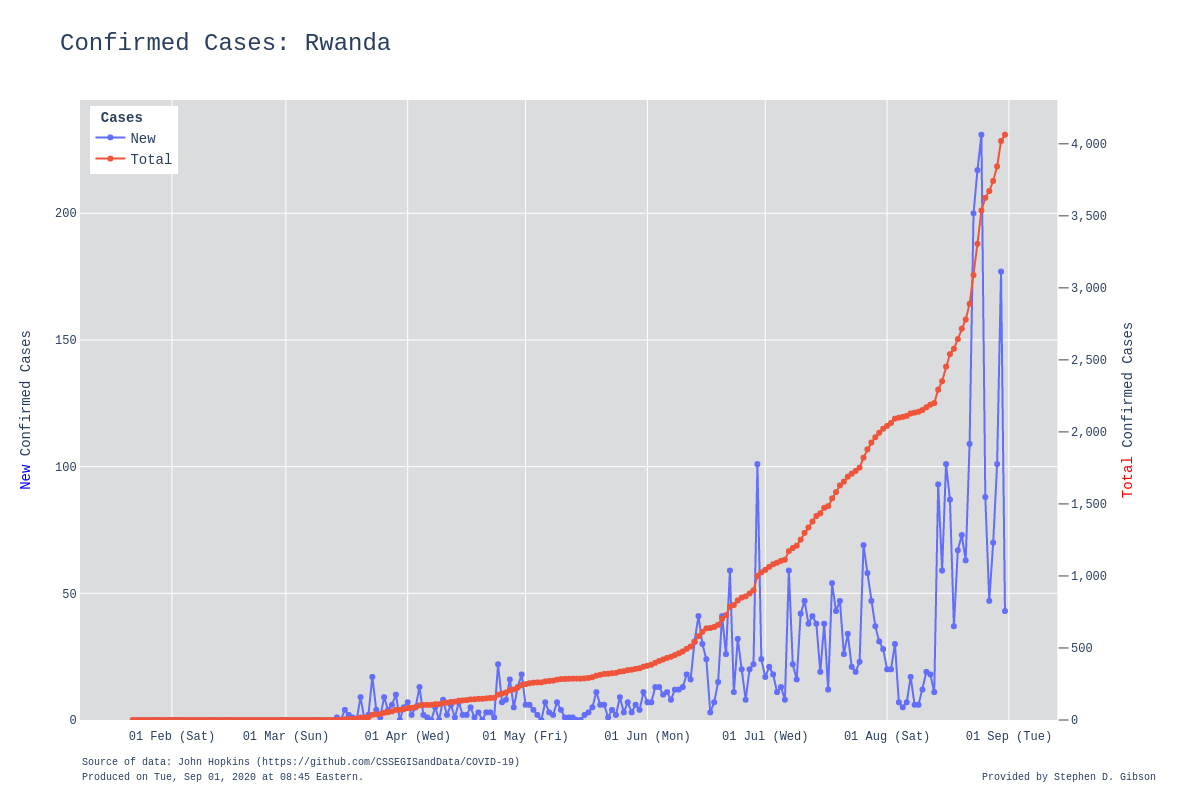 Confirmed Cases: Rwanda
Cases
New
Total
200
150
100
50
0
4,000
3,500
3,000
2,500
2,000
1,500
1,000
500
0
New Confirmed Cases
Total Confirmed Cases
01 Feb (Sat) 01 Mar (Sun) 01 Apr (Wed) 01 May (Fri) 01 Jun (Mon) 01 Jul (Wed) 01 Aug (Sat) 01 Sep (Tue)
Source of data: John Hopkins (https://github.com/CSSEGISandData/COVID-19)
Produced on Tue, Sep 01, 2020 at 08:45 Eastern.
Provided by Stephen D. Gibson